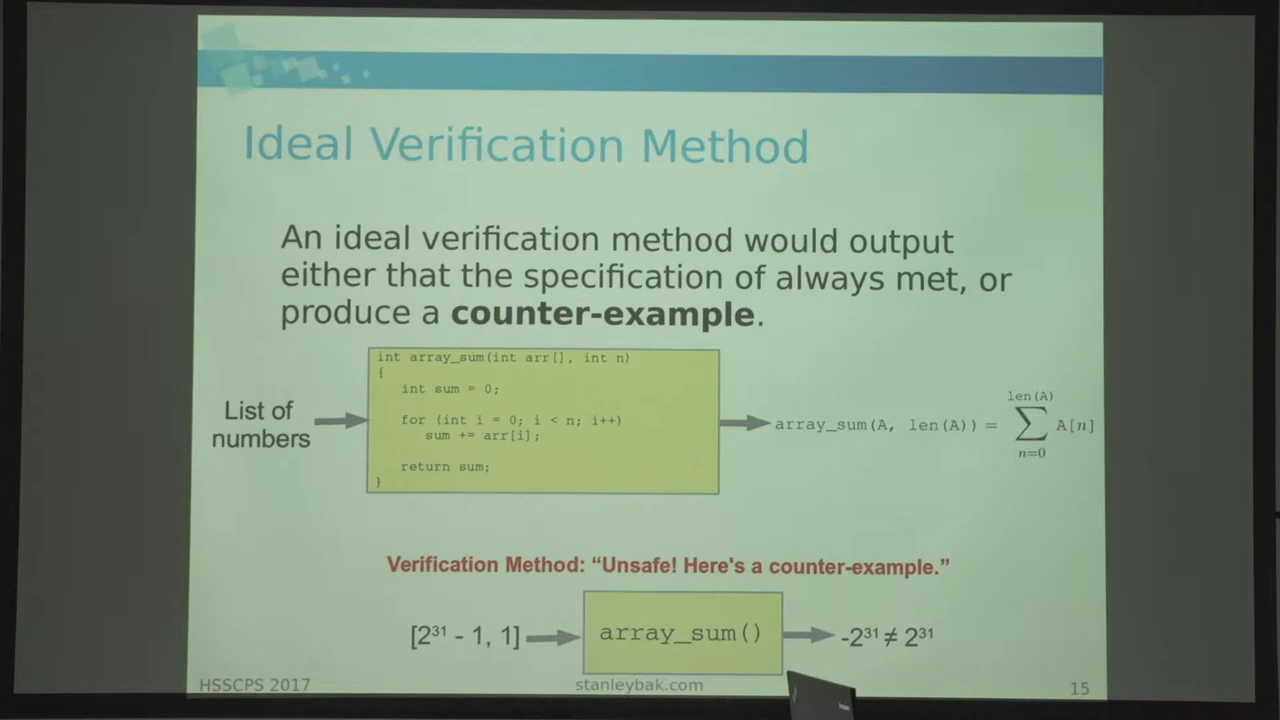 Ideal Verification Method
An ideal verification method would output
either that the specification of always met, or
produce a counter-example.
List of
numbers
int array_sum(int arr[], int n)
{
int sum = 0;
for (int i = 0; i < n; i++)
sum += arr[i];
return sum;
}
array_sum(A, len(A)) = ∑ A[n]
len(A)
n=0
Verification Method: “Unsafe! Here's a counter-example.”
[2³¹ - 1, 1]
array_sum()
-2³¹ ≠ 2³¹
HSSCPS 2017
stanleybak.com
15